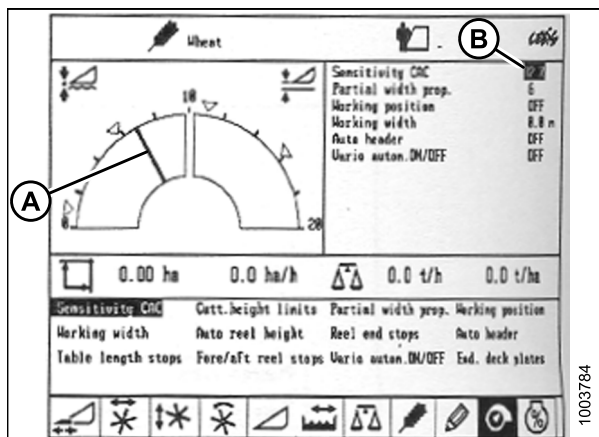 Wheat
-
B
cebis
Sensitivity CAC
Partial width prop. 6
Working position OFF
Working width 0.0 m
Auto header OFF
Vario autom.ON/OFF OFF
0
10
20
A
0.00 ha 0.0 ha/h 0.0 t/h 0.0 t/ha
Sensitivity CAC Cutt.height limits Partial width prop. Working position
Working width Auto reel height Reel end stops Auto header
Table length stops Fore/aft reel stops Vario autom.ON/OFF End. deck plates
%
1003784